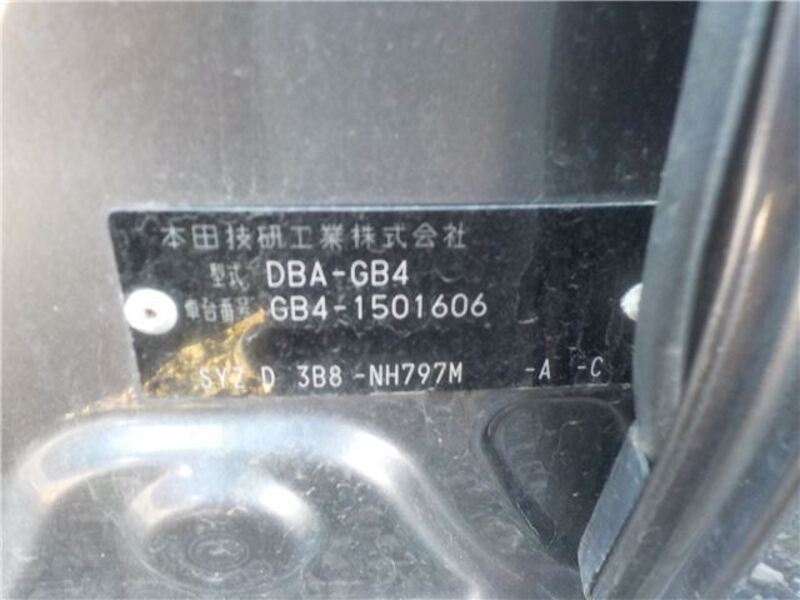 本田技研工業株式会社
型式 DBA-GB4
車台番号 GB4-1501606
SYZ D 3B8 -NH797M -A -C